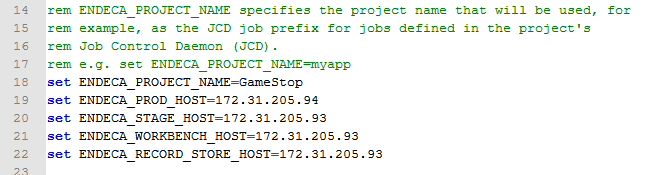 14 rem ENDECA_PROJECT_NAME specifies the project name that will be used, for
15 rem example, as the JCD job prefix for jobs defined in the project's
16 rem Job Control Daemon (JCD).
17 rem e.g. set ENDECA_PROJECT_NAME=myapp
18 set ENDECA_PROJECT_NAME=GameStop
19 set ENDECA_PROD_HOST=172.31.205.94
20 set ENDECA_STAGE_HOST=172.31.205.93
21 set ENDECA_WORKBENCH_HOST=172.31.205.93
22 set ENDECA_RECORD_STORE_HOST=172.31.205.93
23